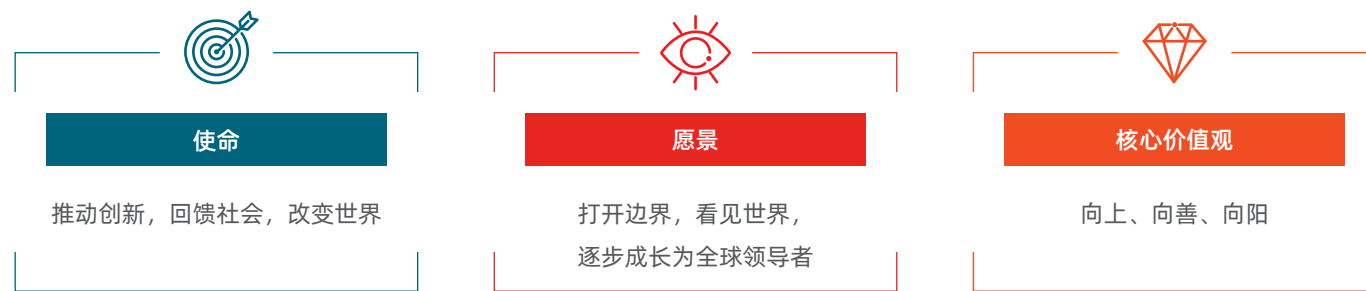 使命
推动创新，回馈社会，改变世界
愿景
打开边界，看见世界，
逐步成长为全球领导者
核心价值观
向上、向善、向阳